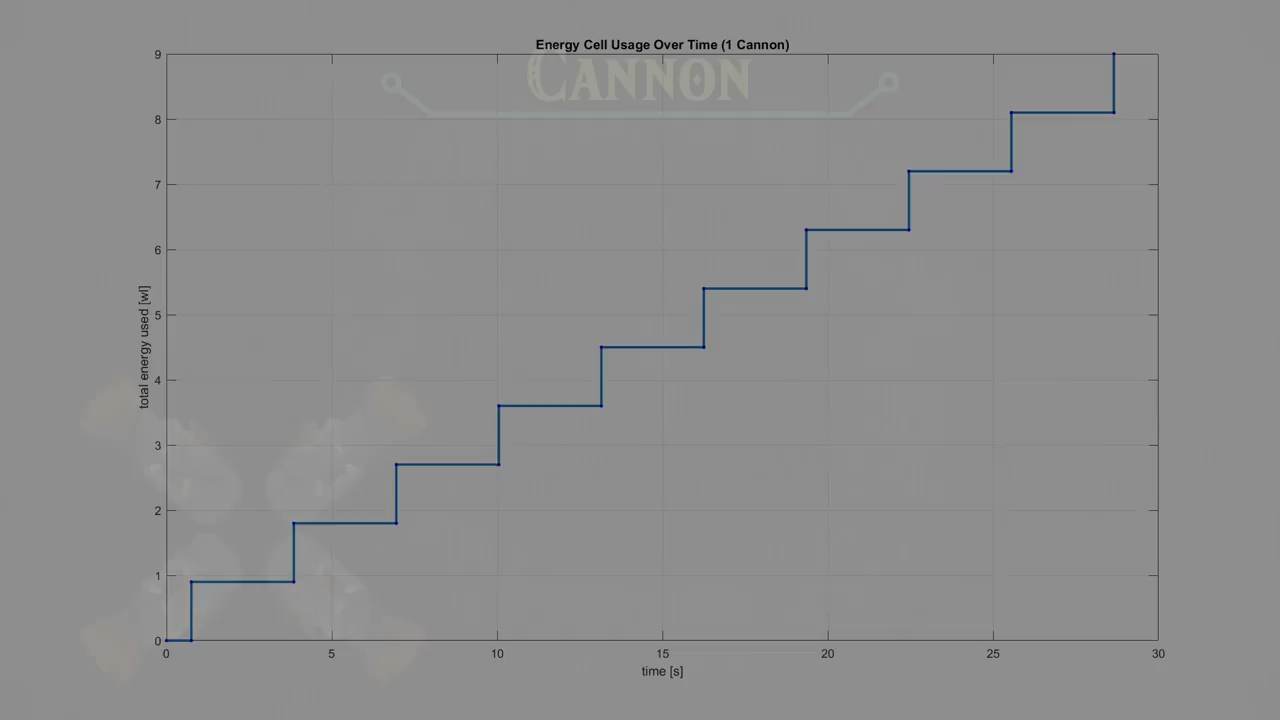 Energy Cell Usage Over Time (1 Cannon)
CANNON
total energy used [wl]
9
8
7
6
5
4
3
2
1
0
0 5 10 15 20 25 30
time [s]